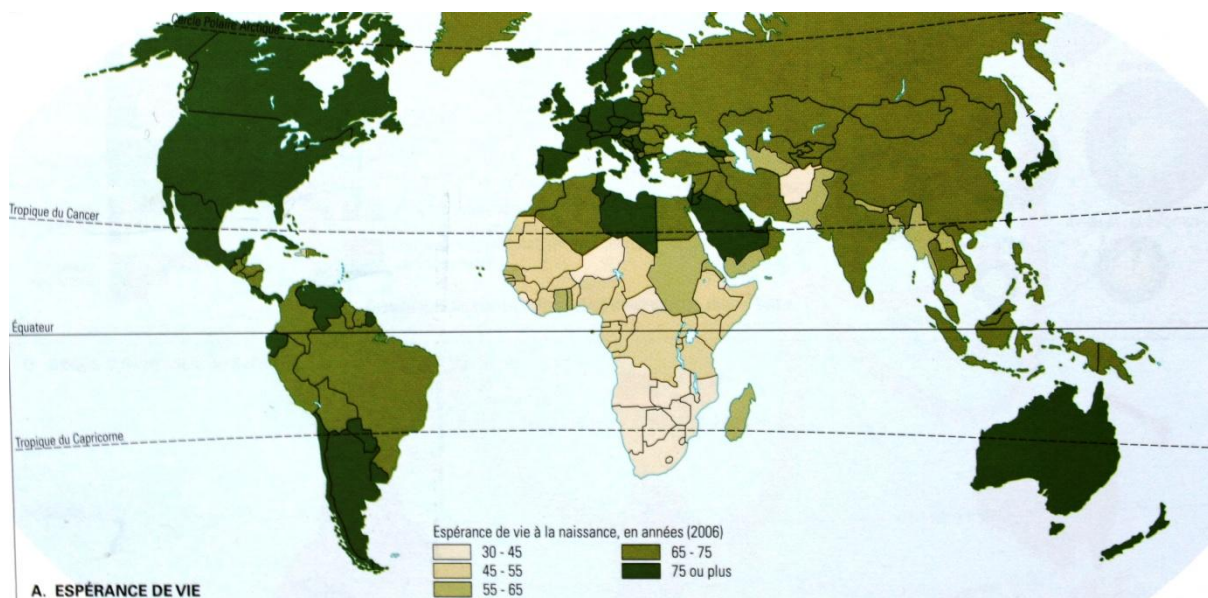 Cercle Polaire Arctique
Tropique du Cancer
Équateur
Tropique du Capricorne
Espérance de vie à la naissance, en années (2006)
30 - 45
45 - 55
55 - 65
65 - 75
75 ou plus
A. ESPÉRANCE DE VIE